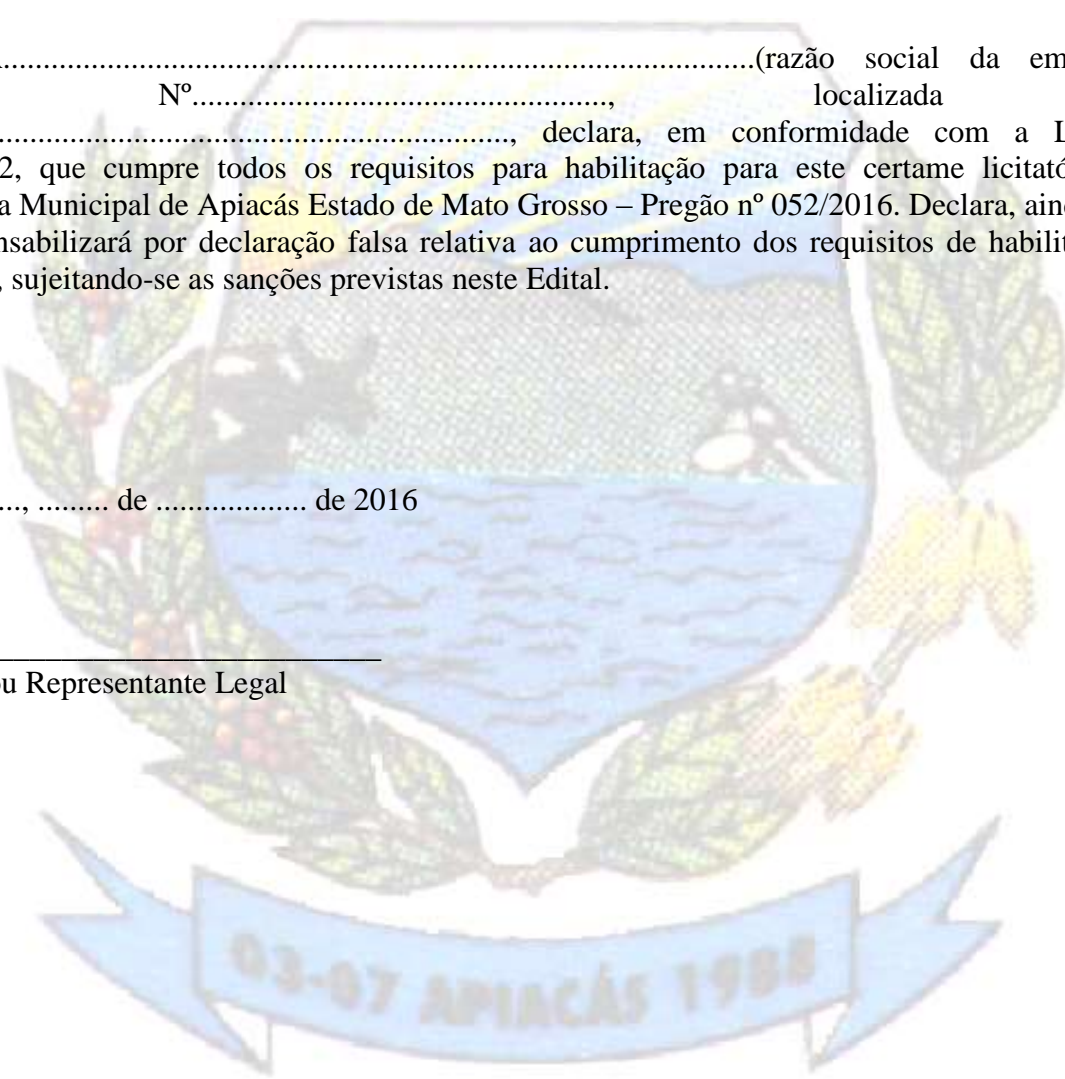 ..........................................................................................(razão social da em
Nº...................................................., localizada
................................................................, declara, em conformidade com a L
2, que cumpre todos os requisitos para habilitação para este certame licitató
a Municipal de Apiacás Estado de Mato Grosso – Pregão nº 052/2016. Declara, ain
nsabilizará por declaração falsa relativa ao cumprimento dos requisitos de habilit
, sujeitando-se as sanções previstas neste Edital.
..., ......... de ................... de 2016
________________________
ou Representante Legal
03-07 APIACÁS 1988